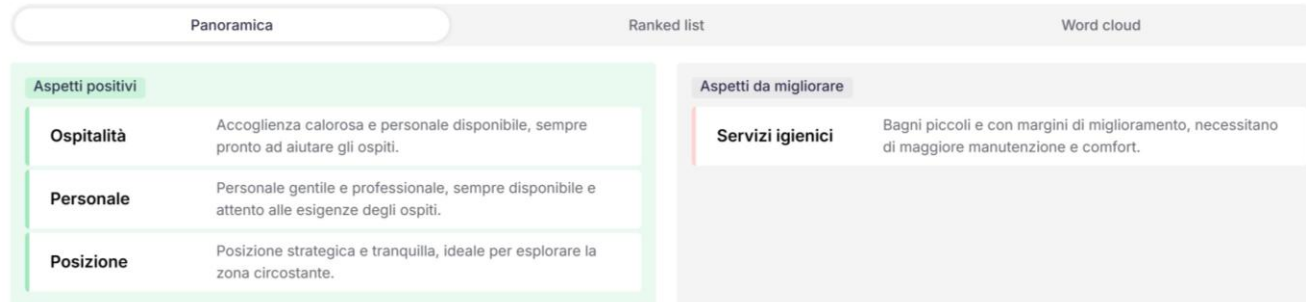 Panoramica
Ranked list
Word cloud
Aspetti positivi
Ospitalità
Accoglienza calorosa e personale disponibile, sempre
pronto ad aiutare gli ospiti.
Personale
Personale gentile e professionale, sempre disponibile e
attento alle esigenze degli ospiti.
Posizione
Posizione strategica e tranquilla, ideale per esplorare la
zona circostante.
Aspetti da migliorare
Servizi igienici
Bagni piccoli e con margini di miglioramento, necessitano
di maggiore manutenzione e comfort.